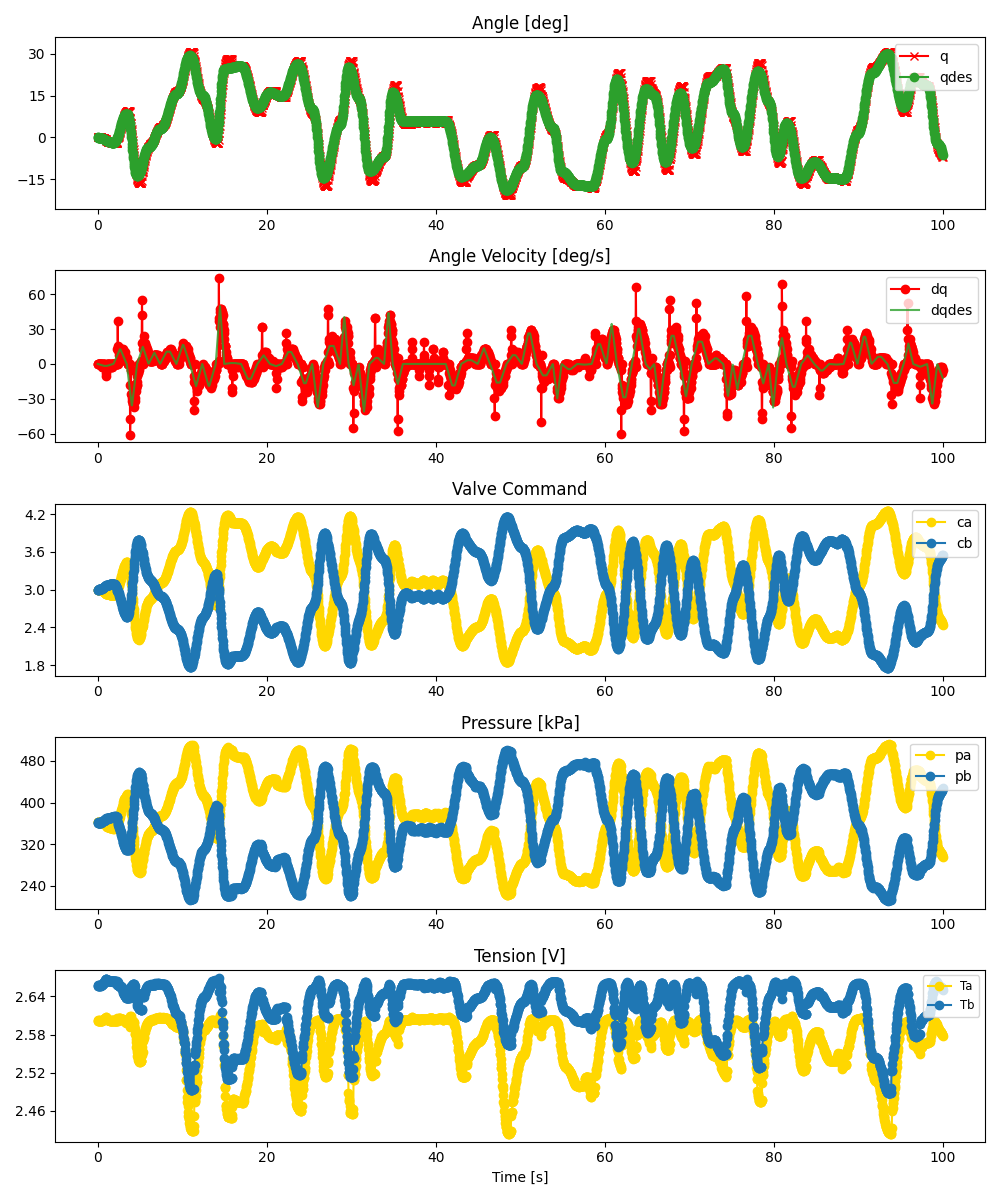 Angle [deg]
30
15
0
−15
q
qdes
0 20 40 60 80 100
Angle Velocity [deg/s]
60
30
0
−30
−60
dq
dqdes
0 20 40 60 80 100
Valve Command
4.2
3.6
3.0
2.4
1.8
ca
cb
0 20 40 60 80 100
Pressure [kPa]
480
400
320
240
pa
pb
0 20 40 60 80 100
Tension [V]
2.64
2.58
2.52
2.46
Ta
Tb
0 20 40 60 80 100
Time [s]